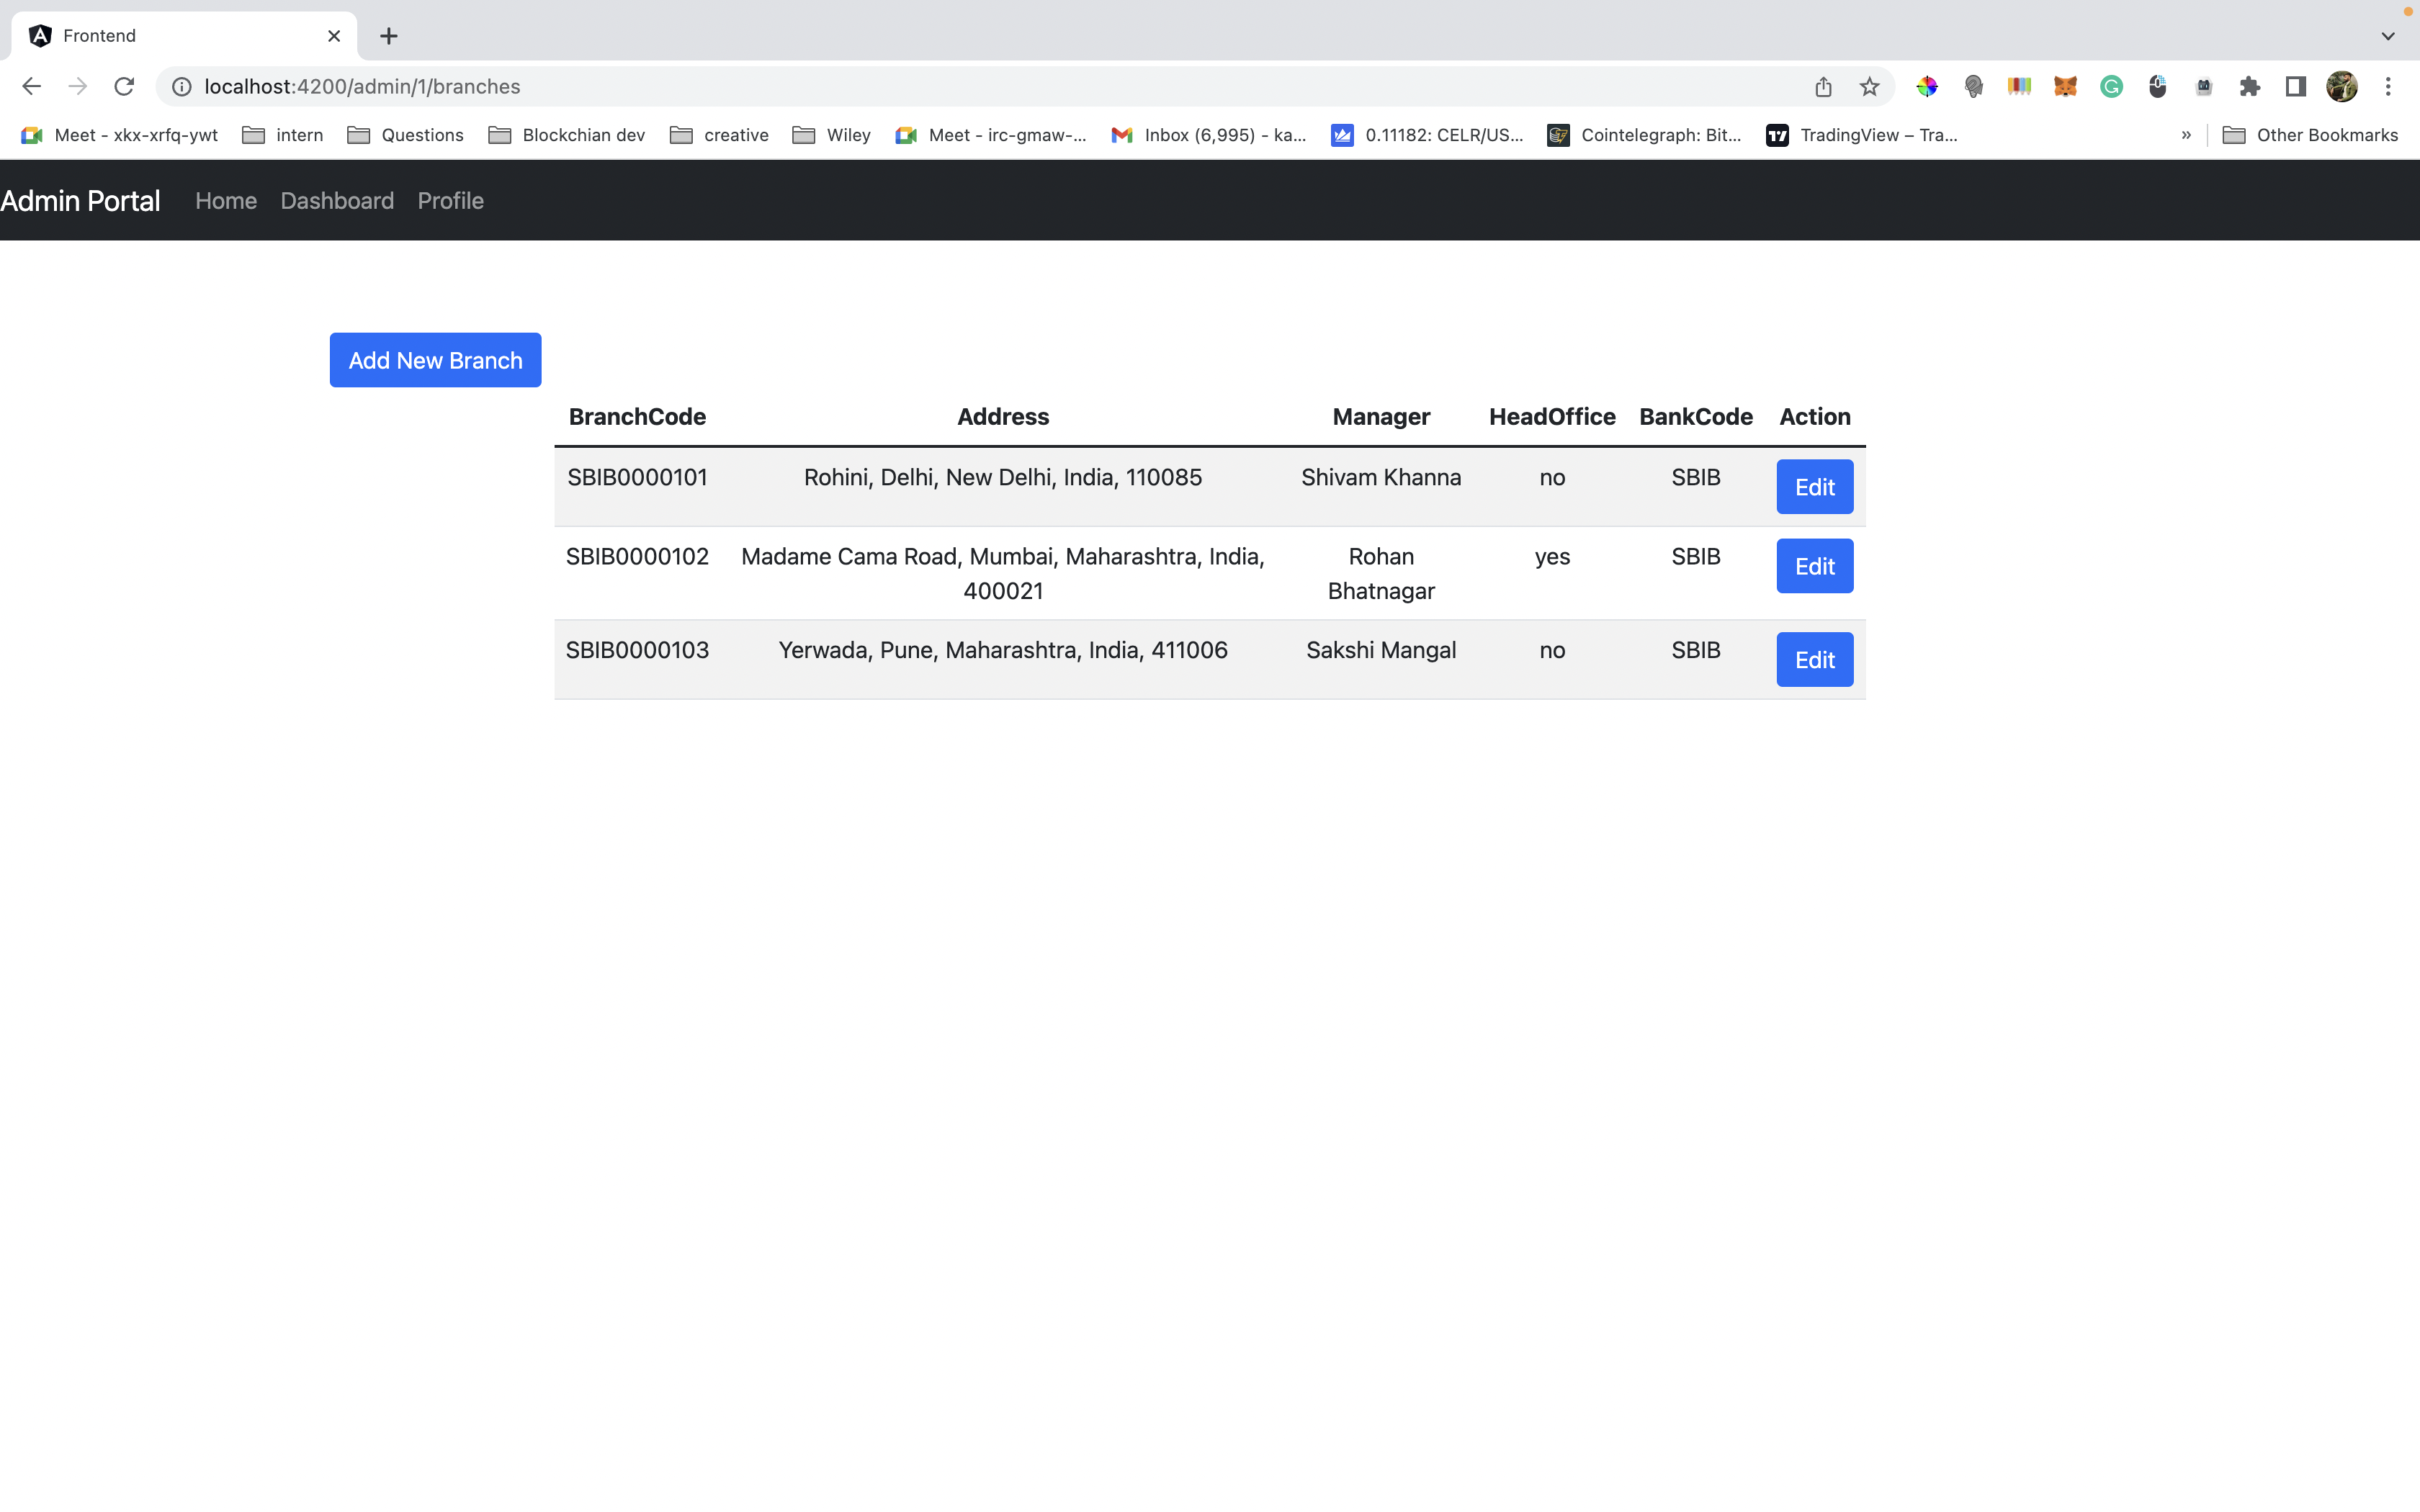 Frontend
localhost:4200/admin/1/branches
Meet - xkx-xrfq-ywt intern Questions Blockchian dev creative Wiley Meet - irc-gmaw-... Inbox (6,995) - ka... 0.11182: CELR/US... Cointelegraph: Bit... TradingView – Tra... » Other Bookmarks
Admin Portal Home Dashboard Profile
Add New Branch
BranchCode Address Manager HeadOffice BankCode Action
SBIB0000101 Rohini, Delhi, New Delhi, India, 110085 Shivam Khanna no SBIB Edit
SBIB0000102 Madame Cama Road, Mumbai, Maharashtra, India, Rohan yes SBIB Edit
400021 Bhatnagar
SBIB0000103 Yerwada, Pune, Maharashtra, India, 411006 Sakshi Mangal no SBIB Edit